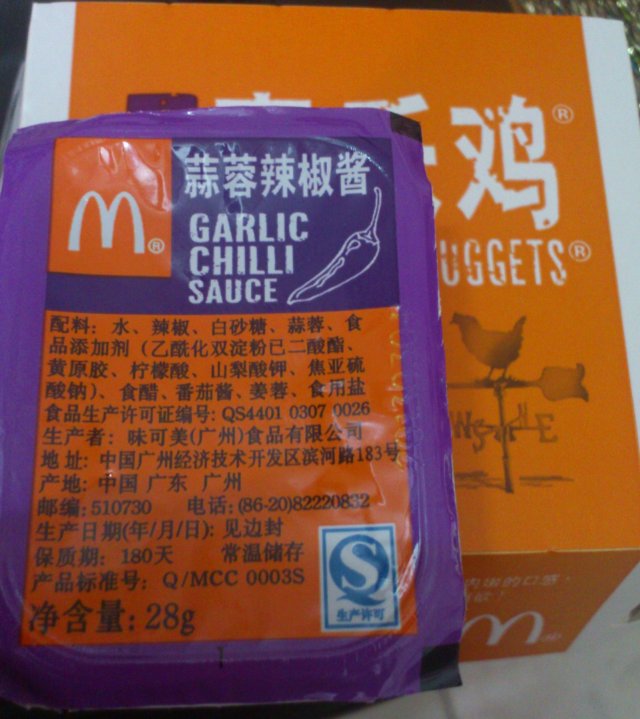 蒜蓉辣椒酱
GARLIC
CHILLI
SAUCE
®
配料: 水、辣椒、白砂糖、蒜蓉、食
品添加剂（乙酰化双淀粉已二酸酯、
黄原胶、柠檬酸、山梨酸钾、焦亚硫
酸钠）、食醋、番茄酱、姜蓉、食用盐
食品生产许可证编号: QS4401 0307 0026
生产者: 味可美(广州)食品有限公司
地 址: 中国广州经济技术开发区滨河路183号
产地: 中国 广东 广州
邮编: 510730 电话: (86-20)82220832
生产日期(年/月/日): 见边封
保质期: 180天 常温储存
产品标准号: Q/MCC 0003S
净含量: 28g
生产许可
鸡®
UGGETS®
E
的口感